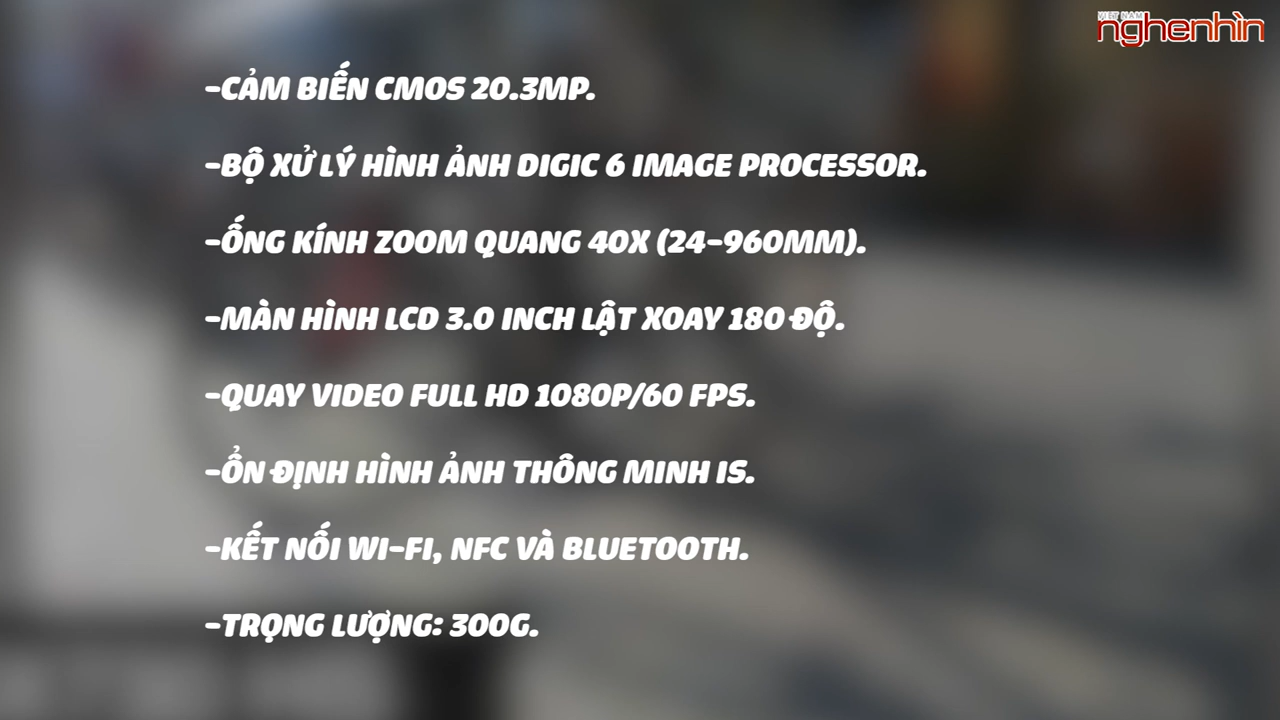 VIET NAM
nghenhìn
-CẢM BIẾN CMOS 20.3MP.
-BỘ XỬ LÝ HÌNH ẢNH DIGIC 6 IMAGE PROCESSOR.
-ỐNG KÍNH ZOOM QUANG 40X (24-960MM).
-MÀN HÌNH LCD 3.0 INCH LẬT XOAY 180 ĐỘ.
-QUAY VIDEO FULL HD 1080P/60 FPS.
-ỔN ĐỊNH HÌNH ẢNH THÔNG MINH IS.
-KẾT NỐI WI-FI, NFC VÀ BLUETOOTH.
-TRỌNG LƯỢNG: 300G.